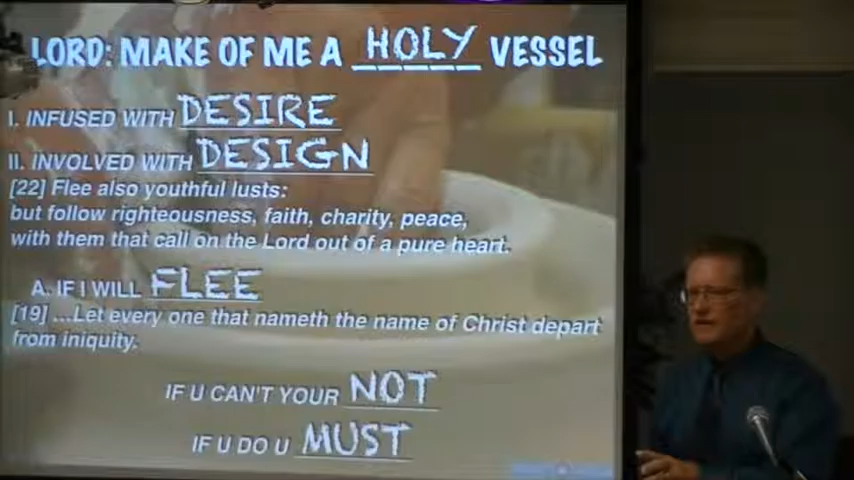 LORD: MAKE OF ME A HOLY VESSEL
I. INFUSED WITH DESIRE
II. INVOLVED WITH DESIGN
[22] Flee also youthful lusts:
but follow righteousness, faith, charity, peace,
with them that call on the Lord out of a pure heart.
A. IF I WILL FLEE
[19] ...Let every one that nameth the name of Christ depart
from iniquity.
IF U CAN'T YOUR NOT
IF U DO U MUST